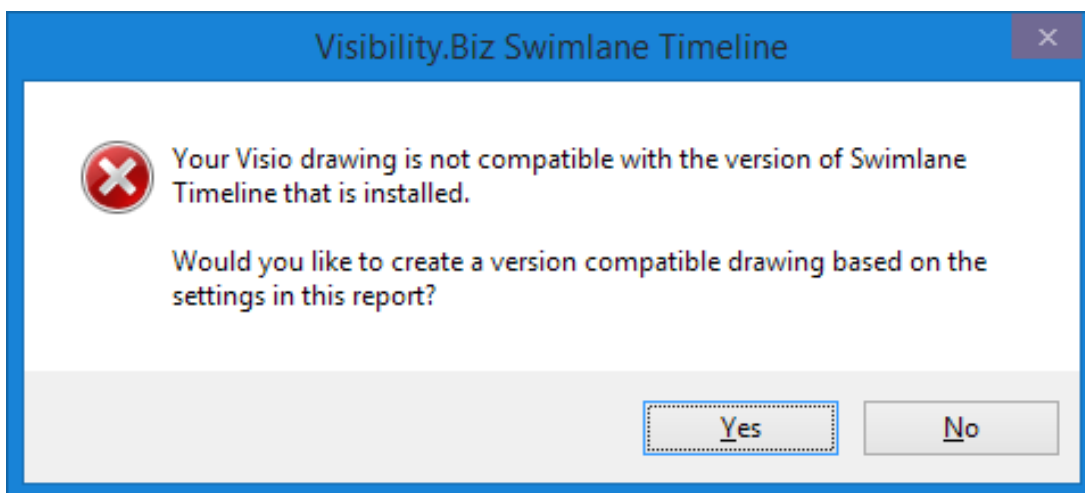 Visibility.Biz Swimlane Timeline
Your Visio drawing is not compatible with the version of Swimlane
Timeline that is installed.
Would you like to create a version compatible drawing based on the
settings in this report?
Yes
No